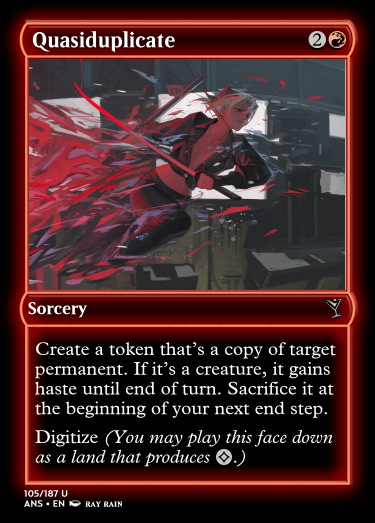 Quasiduplicate 2
Sorcery
Create a token that's a copy of target
permanent. If it's a creature, it gains
haste until end of turn. Sacrifice it at
the beginning of your next end step.
Digitize (You may play this face down
as a land that produces .)
105/187 U
ANS • EN RAY RAIN